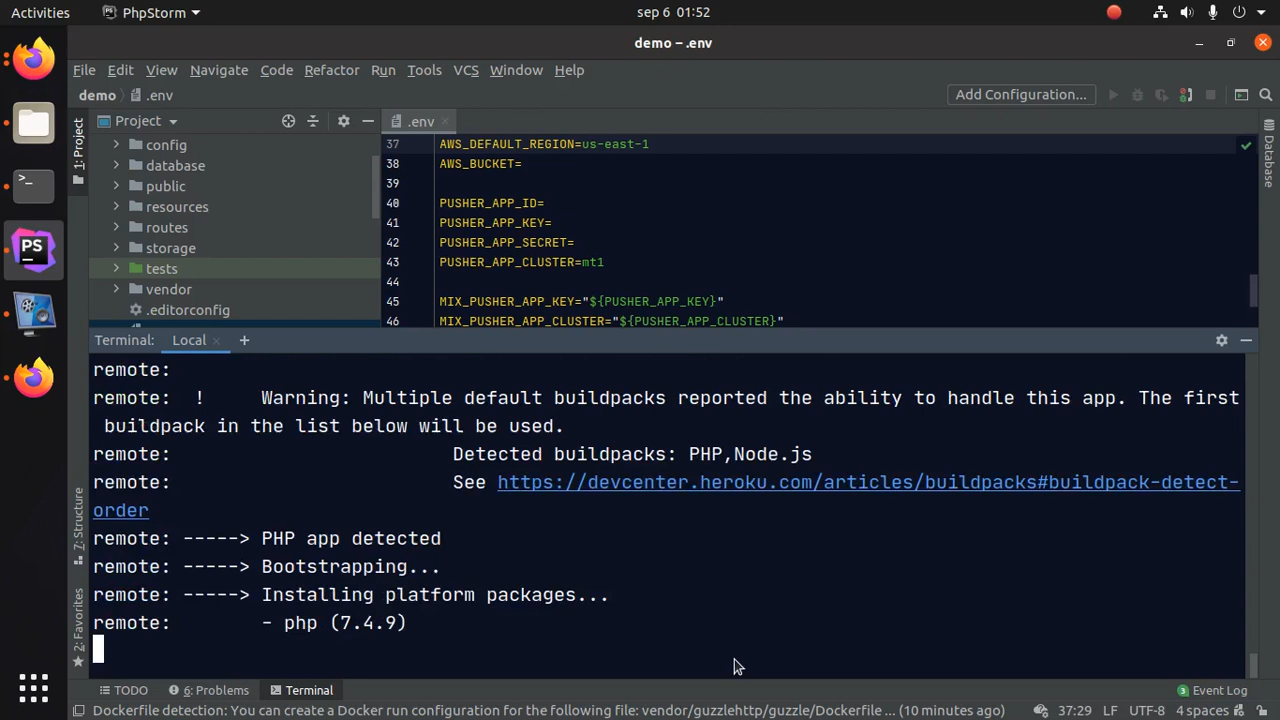 Activities PhpStorm sep 6 01:52
demo – .env
File Edit View Navigate Code Refactor Run Tools VCS Window Help
demo .env Add Configuration...
1: Project
Project
.env
Database
config
database
public
resources
routes
storage
tests
vendor
.editorconfig
37 AWS_DEFAULT_REGION=us-east-1
38 AWS_BUCKET=
39
40 PUSHER_APP_ID=
41 PUSHER_APP_KEY=
42 PUSHER_APP_SECRET=
43 PUSHER_APP_CLUSTER=mt1
44
45 MIX_PUSHER_APP_KEY="${PUSHER_APP_KEY}"
46 MIX_PUSHER_APP_CLUSTER="${PUSHER_APP_CLUSTER}"
PS
Terminal: Local
remote:
remote: ! Warning: Multiple default buildpacks reported the ability to handle this app. The first
buildpack in the list below will be used.
remote: Detected buildpacks: PHP,Node.js
remote: See https://devcenter.heroku.com/articles/buildpacks#buildpack-detect-
order
remote: -----> PHP app detected
remote: -----> Bootstrapping...
remote: -----> Installing platform packages...
remote: - php (7.4.9)
7: Structure
2: Favorites
TODO 6: Problems Terminal 3 Event Log
Dockerfile detection: You can create a Docker run configuration for the following file: vendor/guzzlehttp/guzzle/Dockerfile ... (10 minutes ago) 37:29 LF UTF-8 4 spaces